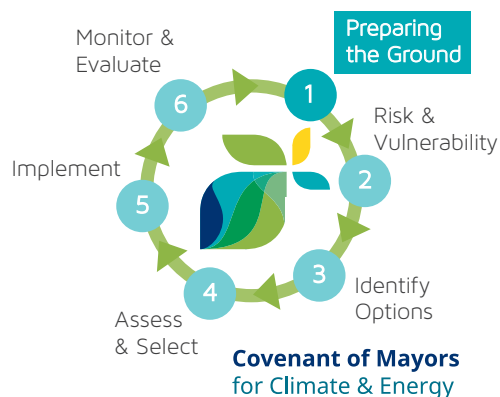 Preparing
the Ground
1
Risk &
Vulnerability
2
3
Identify
Options
4
Assess
& Select
5
Implement
6
Monitor &
Evaluate
Covenant of Mayors
for Climate & Energy